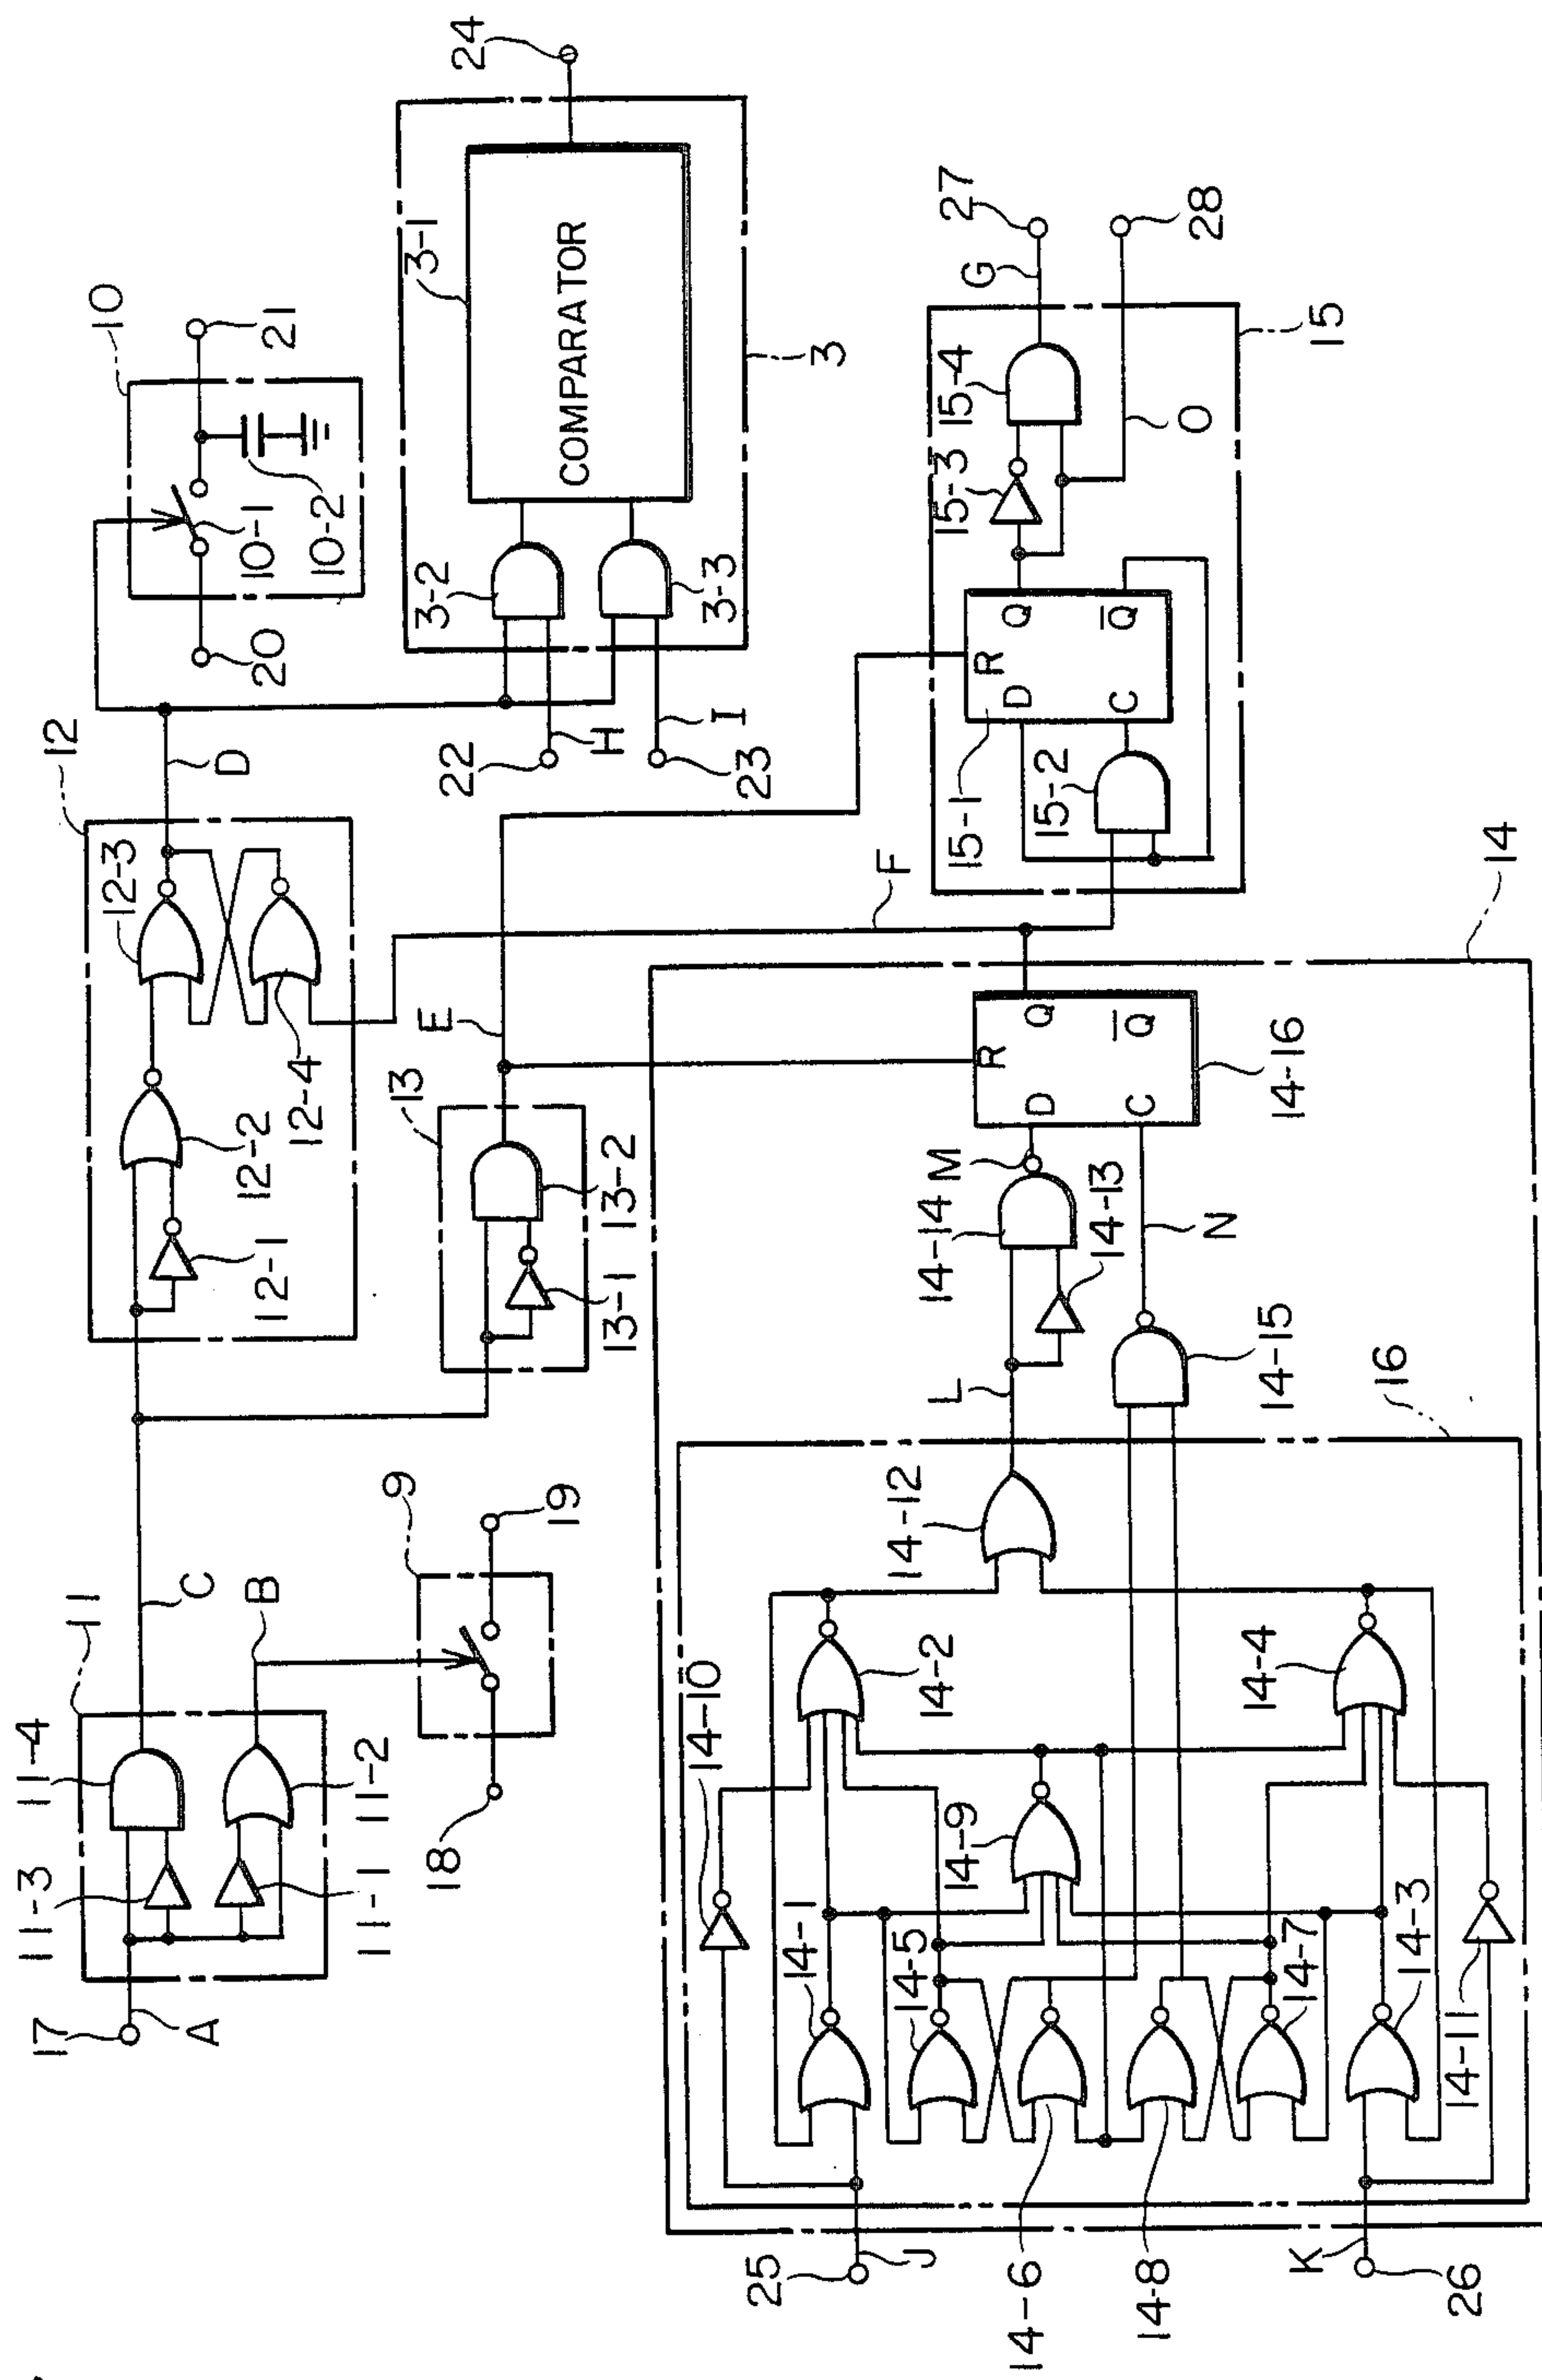 17
A
11-3
11-4
11
11-1
11-2
C
B
18
9
19
12
12-1
12-2
12-3
12-4
D
13
13-1
13-2
E
10
20
10-1
10-2
21
3-1
COMPARATOR
3-2
3-3
3
24
22
H
23
I
F
25
J
K
26
14-10
14-1
14-2
14-5
14-9
14-6
14-8
14-7
14-3
14-4
14-11
14-12
16
L
14-14
14-13
M
N
14-15
R
D
Q
C
Q̅
14-16
14
15-1
15-2
R
D
Q
C
Q̅
15-3
15-4
G
O
27
28
15